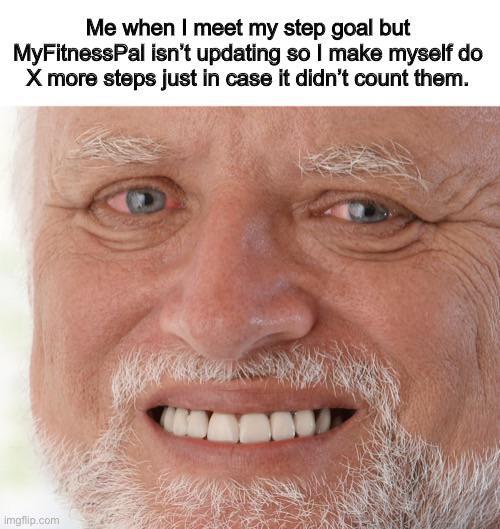 Me when I meet my step goal but
MyFitnessPal isn’t updating so I make myself do
X more steps just in case it didn’t count them.
imgflip.com